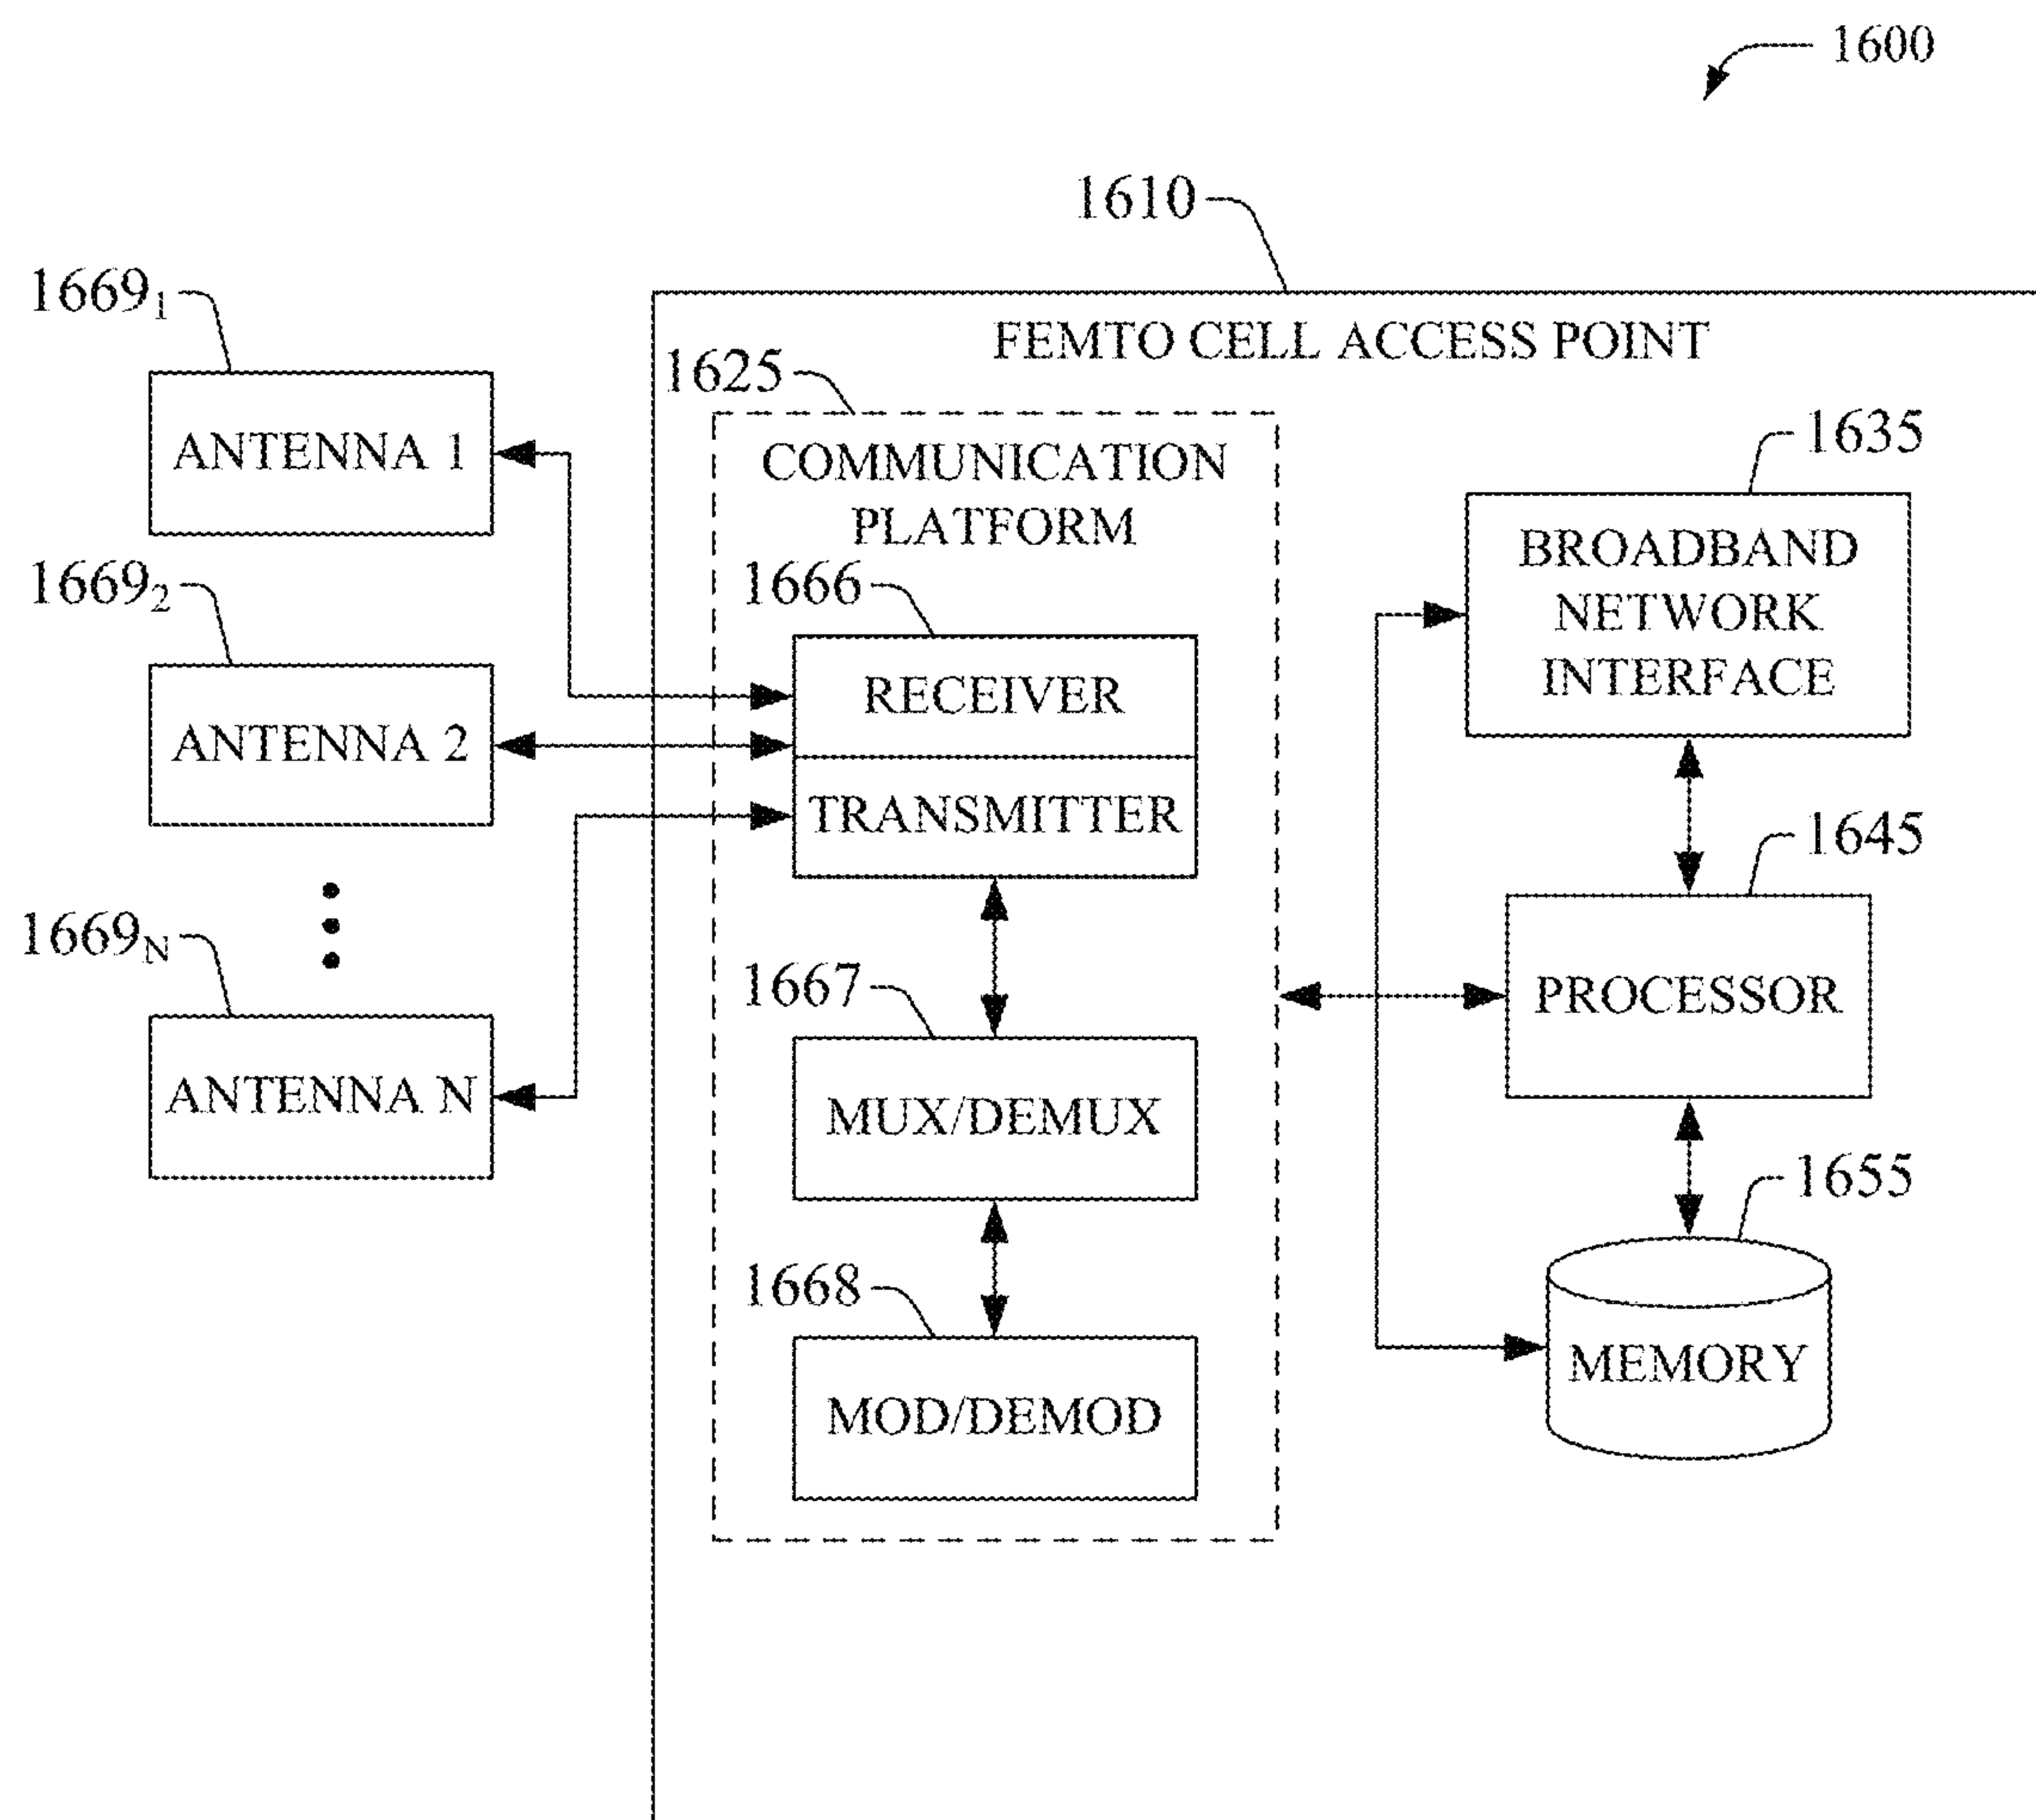 1600
1610
1669₁
FEMTO CELL ACCESS POINT
1625
ANTENNA 1
COMMUNICATION
PLATFORM
1635
BROADBAND
NETWORK
INTERFACE
1669₂
1666
ANTENNA 2
RECEIVER
TRANSMITTER
1645
1669N
1667
PROCESSOR
ANTENNA N
MUX/DEMUX
1655
1668
MEMORY
MOD/DEMOD